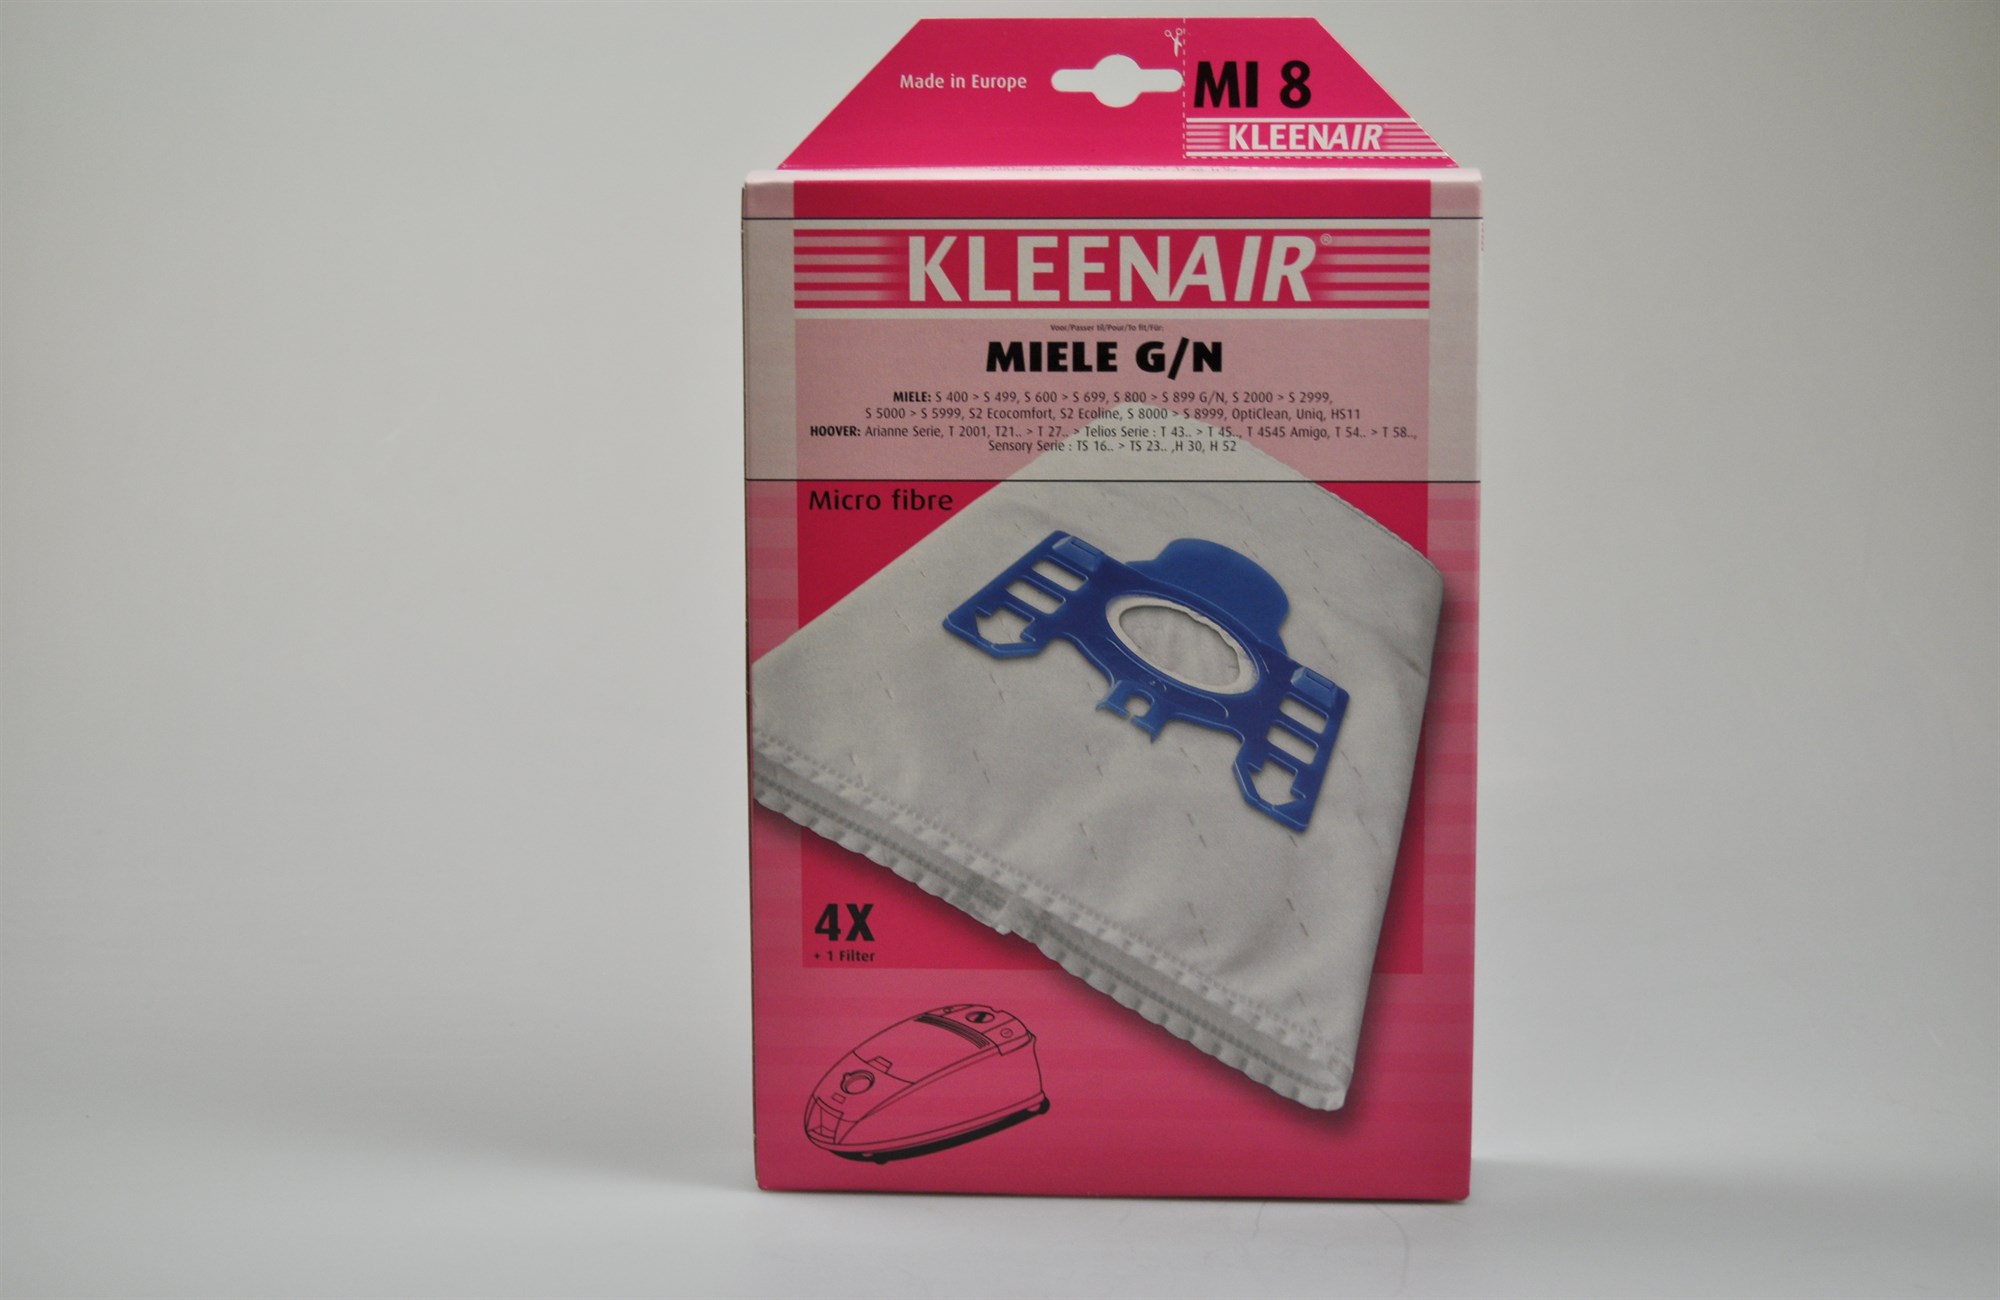 Made in Europe
MI 8
KLEENAIR
KLEENAIR®
Voor/Passer til/Pour/To fit/Für:
MIELE G/N
MIELE: S 400 > S 499, S 600 > S 699, S 800 > S 899 G/N, S 2000 > S 2999,
S 5000 > S 5999, S2 Ecocomfort, S2 Ecoline, S 8000 > S 8999, OptiClean, Uniq, HS11
HOOVER: Arianne Serie, T 2001, T21.. > T 27.. > Telios Serie : T 43.. > T 45.., T 4545 Amigo, T 54.. > T 58..,
Sensory Serie : TS 16.. > TS 23.. ,H 30, H 52
Micro fibre
4X
+ 1 Filter